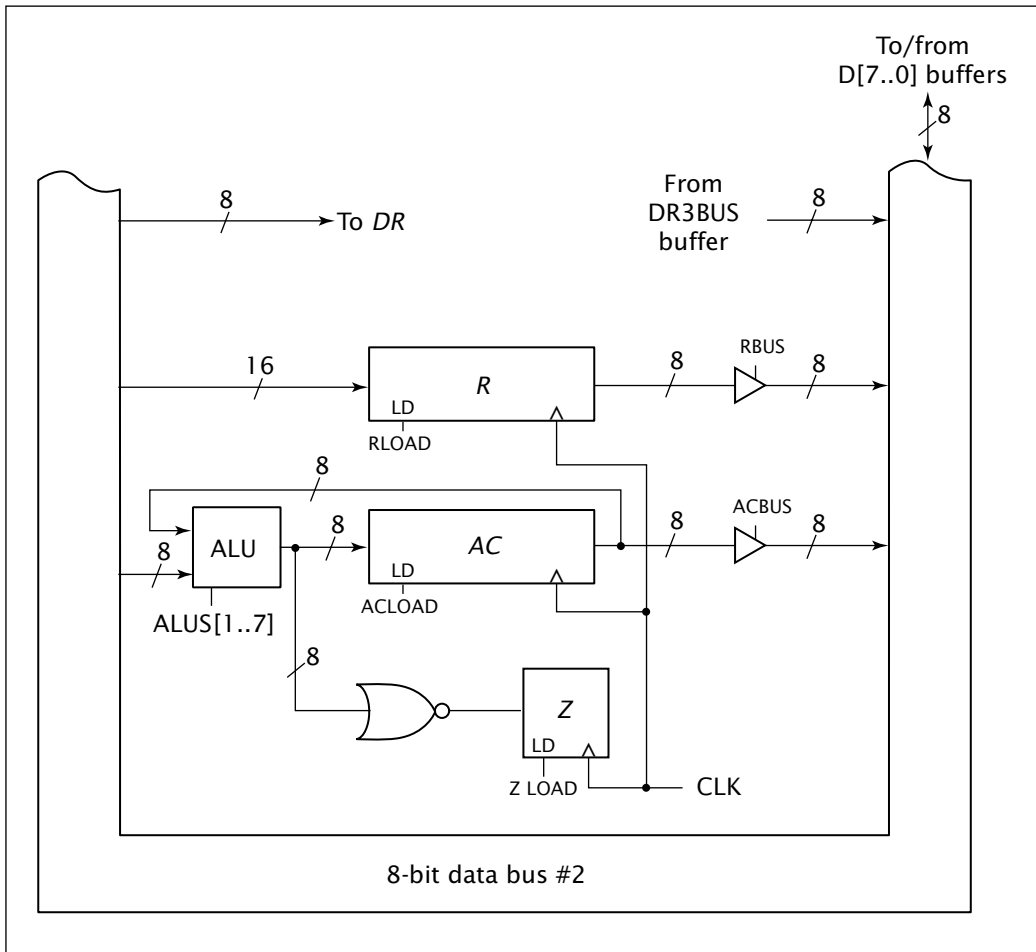 To/from
D[7..0] buffers
8
8
To DR
From
DR3BUS
buffer
8
16
R
LD
RLOAD
8
RBUS
8
8
ALU
8
8
ALUS[1..7]
AC
LD
ACLOAD
8
ACBUS
8
8
Z
LD
Z LOAD
CLK
8-bit data bus #2